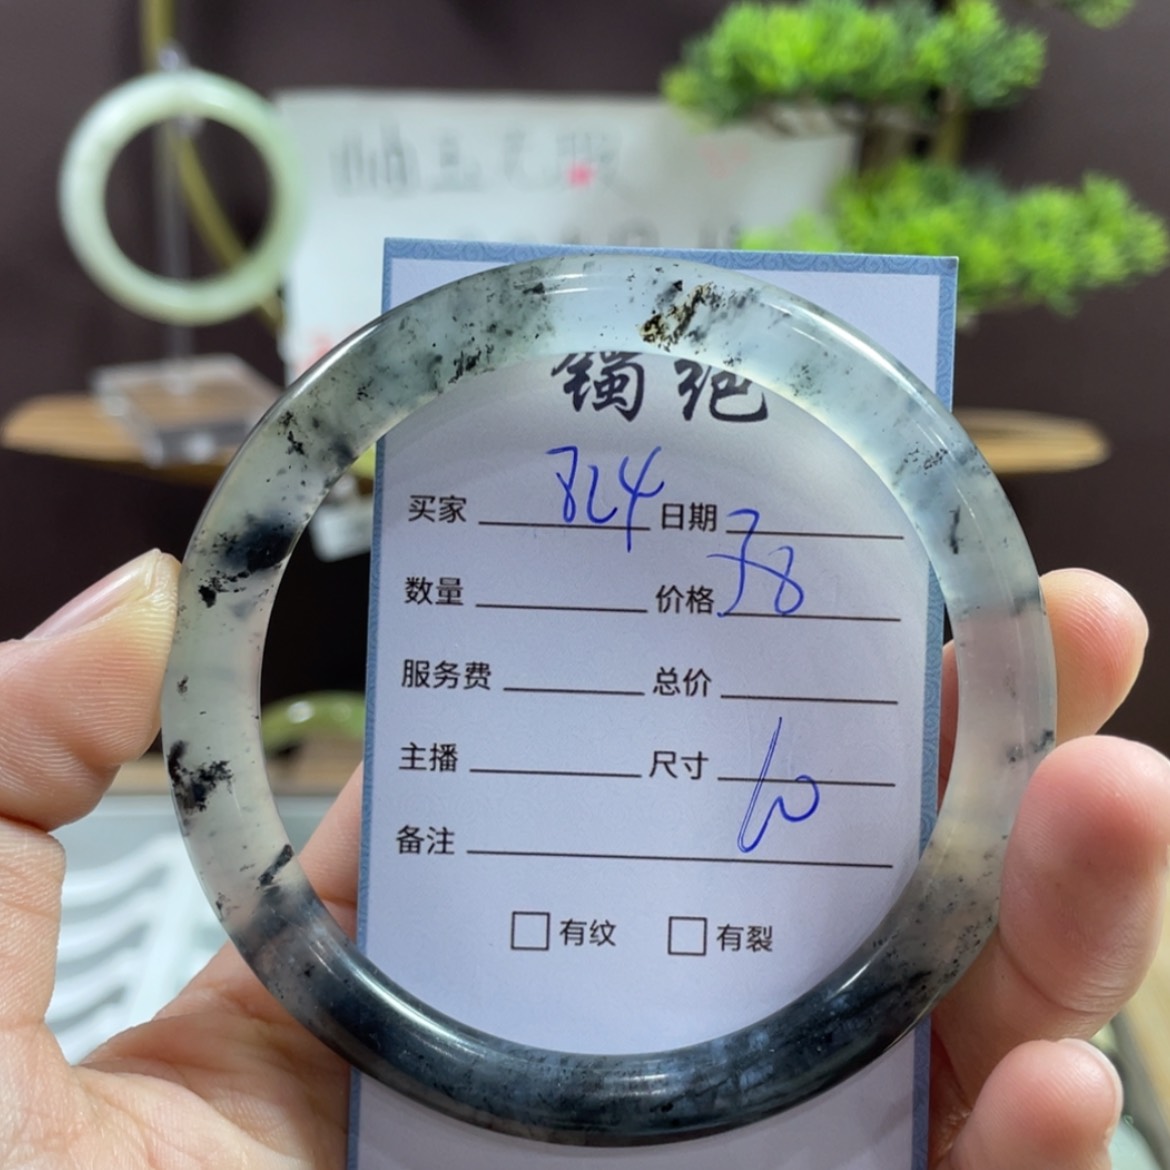 镯绝
买家 824 日期
数量 价格 38
服务费 总价
主播 尺寸 60
备注
有纹 有裂